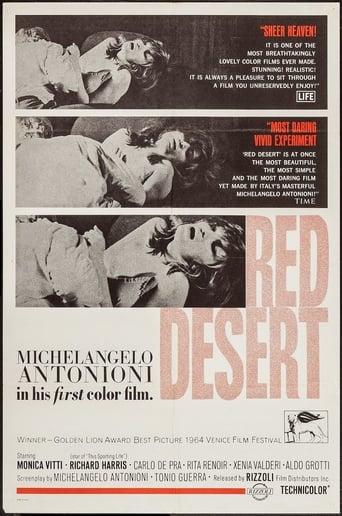 "SHEER HEAVEN!
IT IS ONE OF THE
MOST BREATHTAKINGLY
LOVELY COLOR FILMS EVER MADE.
STUNNING! REALISTIC!
IT IS ALWAYS A PLEASURE TO SIT THROUGH
A FILM YOU UNRESERVEDLY ENJOY!"
LIFE
"MOST DARING
VIVID EXPERIMENT
'RED DESERT' IS AT ONCE
THE MOST BEAUTIFUL,
THE MOST SIMPLE
AND THE MOST DARING FILM
YET MADE BY ITALY'S MASTERFUL
MICHELANGELO ANTONIONI!"
TIME
RED
DESERT
MICHELANGELO
ANTONIONI
in his first color film.
WINNER–GOLDEN LION AWARD BEST PICTURE 1964 VENICE FILM FESTIVAL
Starring (star of "This Sporting Life")
MONICA VITTI · RICHARD HARRIS · CARLO DE PRA · RITA RENOIR · XENIA VALDERI · ALDO GROTTI
Screenplay by MICHELANGELO ANTONIONI · TONIO GUERRA · Released by RIZZOLI Film Distributors Inc.
RIZZOLI TECHNICOLOR®